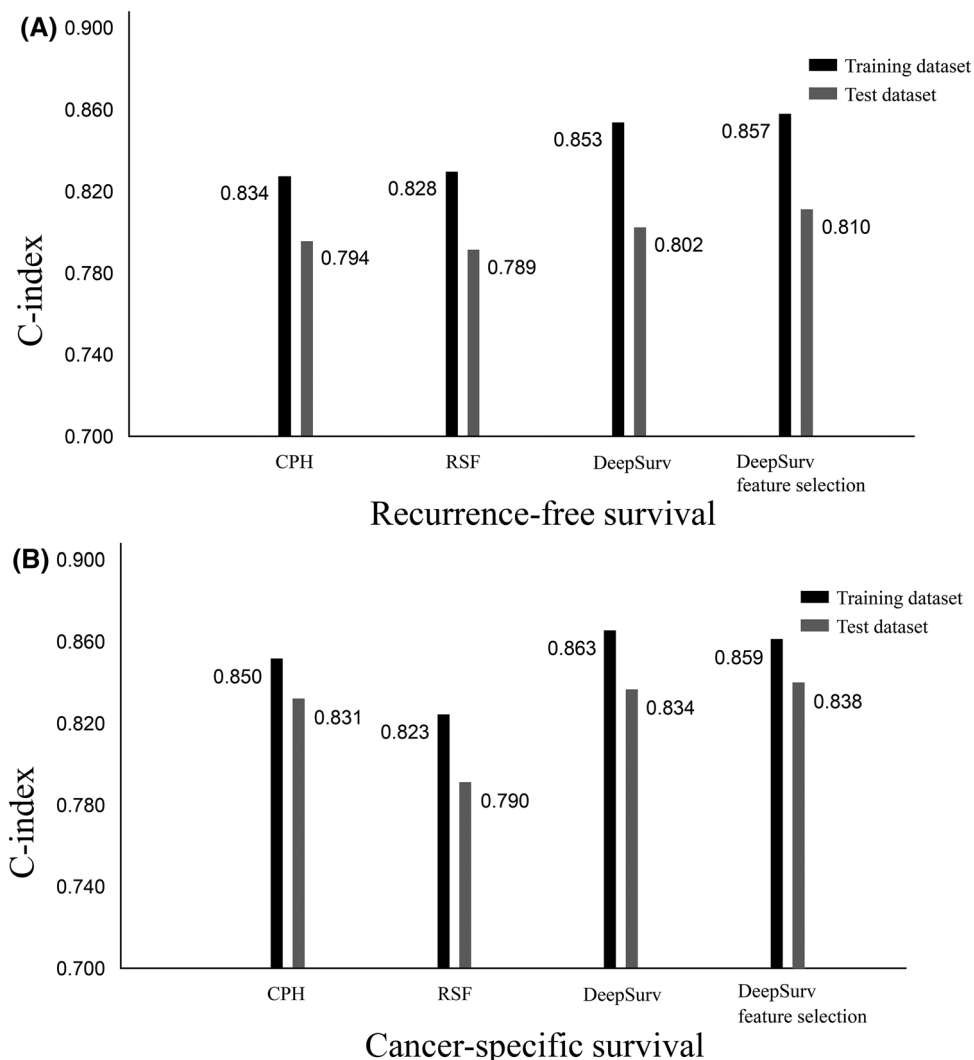 (A)
0.900
Training dataset
Test dataset
0.860
0.853
0.857
0.820
0.834
0.828
0.810
0.794
0.789
0.802
0.780
C-index
0.740
0.700
CPH
RSF
DeepSurv
DeepSurv
feature selection
Recurrence-free survival
(B)
0.900
Training dataset
Test dataset
0.860
0.863
0.859
0.850
0.838
0.831
0.834
0.820
0.823
0.790
0.780
C-index
0.740
0.700
CPH
RSF
DeepSurv
DeepSurv
feature selection
Cancer-specific survival